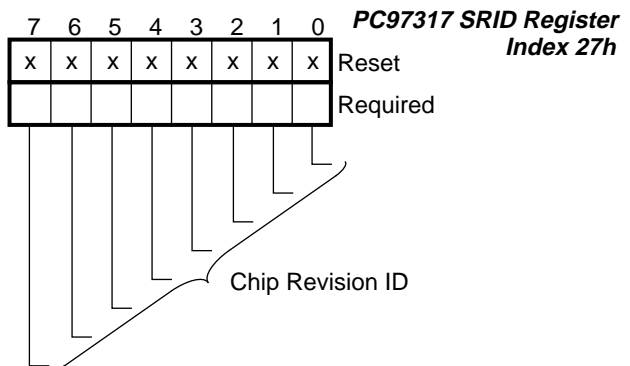 7 6 5 4 3 2 1 0
PC97317 SRID Register
Index 27h
x x x x x x x x Reset
Required
Chip Revision ID